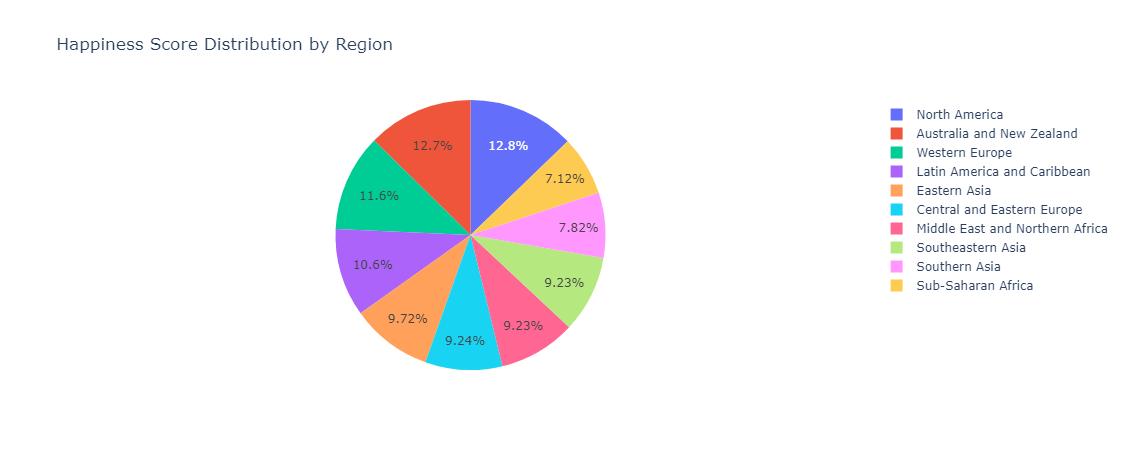 Happiness Score Distribution by Region
12.7%
12.8%
11.6%
7.12%
7.82%
10.6%
9.23%
9.72%
9.24%
9.23%
North America
Australia and New Zealand
Western Europe
Latin America and Caribbean
Eastern Asia
Central and Eastern Europe
Middle East and Northern Africa
Southeastern Asia
Southern Asia
Sub-Saharan Africa